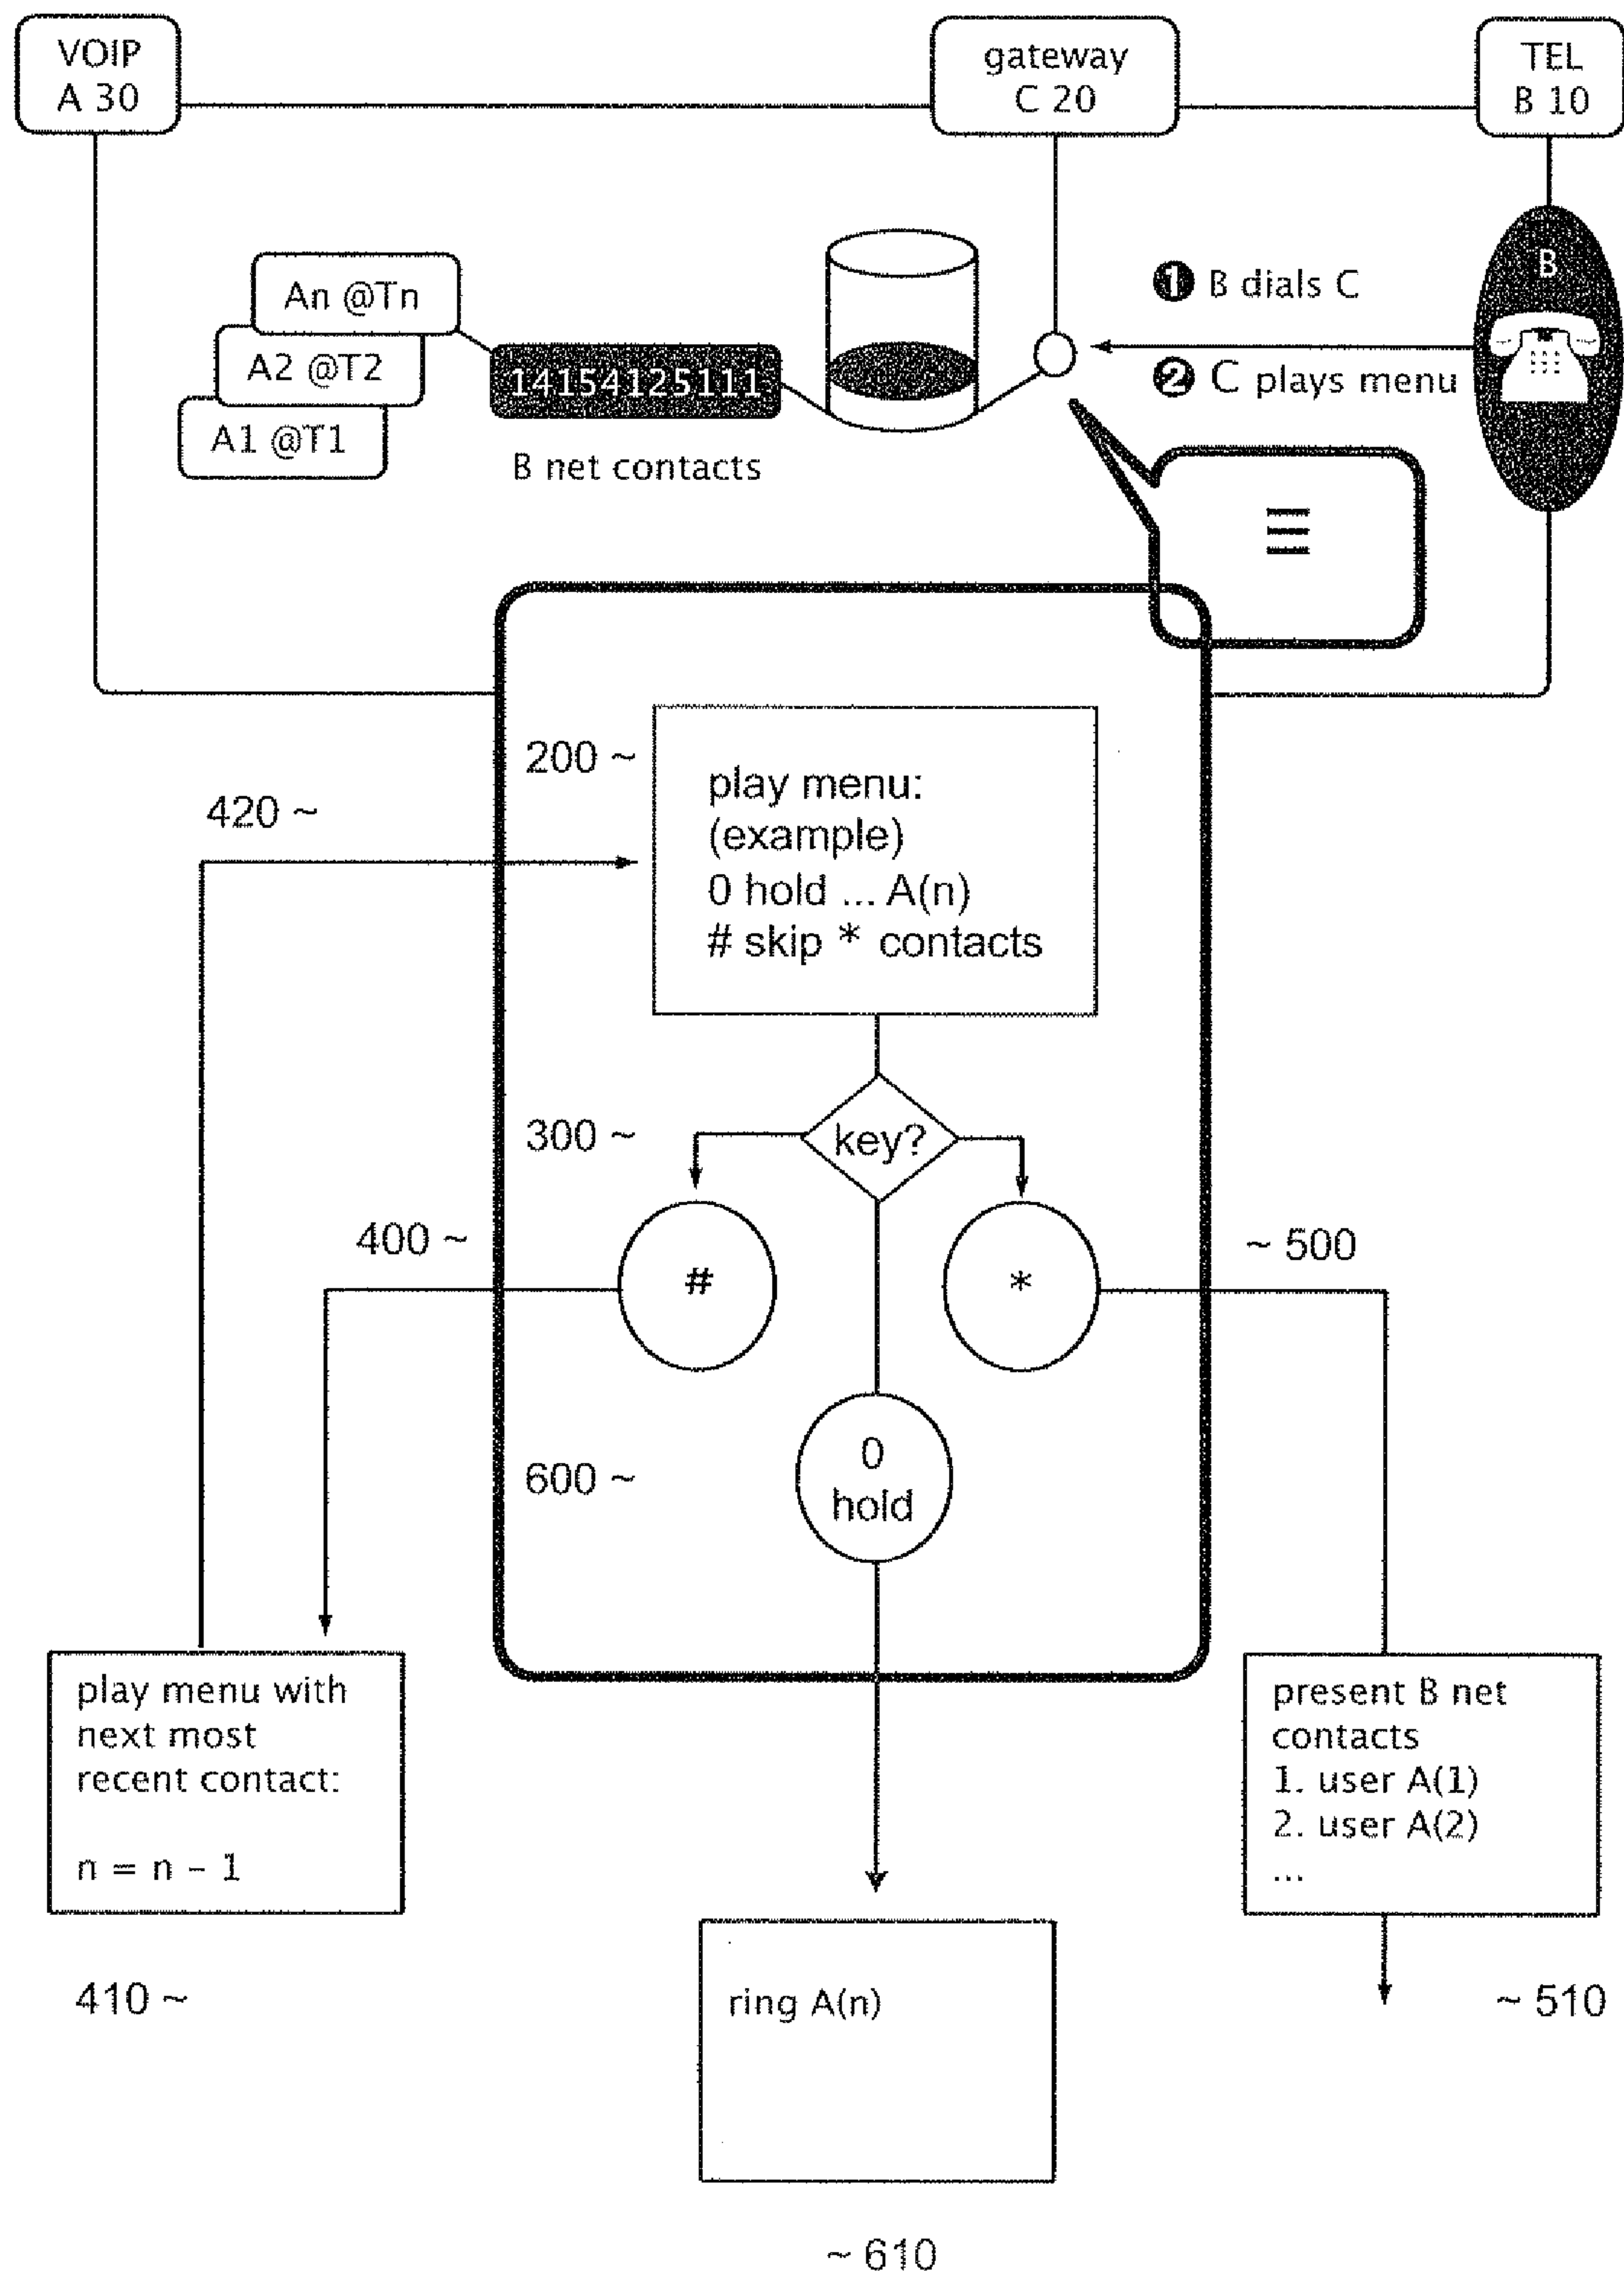 VOIP
A 30
gateway
C 20
TEL
B 10
B
❶ B dials C
❷ C plays menu
An @Tn
A2 @T2
A1 @T1
14154125111
B net contacts
200 ~
play menu:
(example)
0 hold ... A(n)
# skip * contacts
420 ~
300 ~
key?
400 ~
#
*
~ 500
600 ~
0
hold
play menu with
next most
recent contact:
n = n - 1
410 ~
present B net
contacts
1. user A(1)
2. user A(2)
...
~ 510
ring A(n)
~ 610